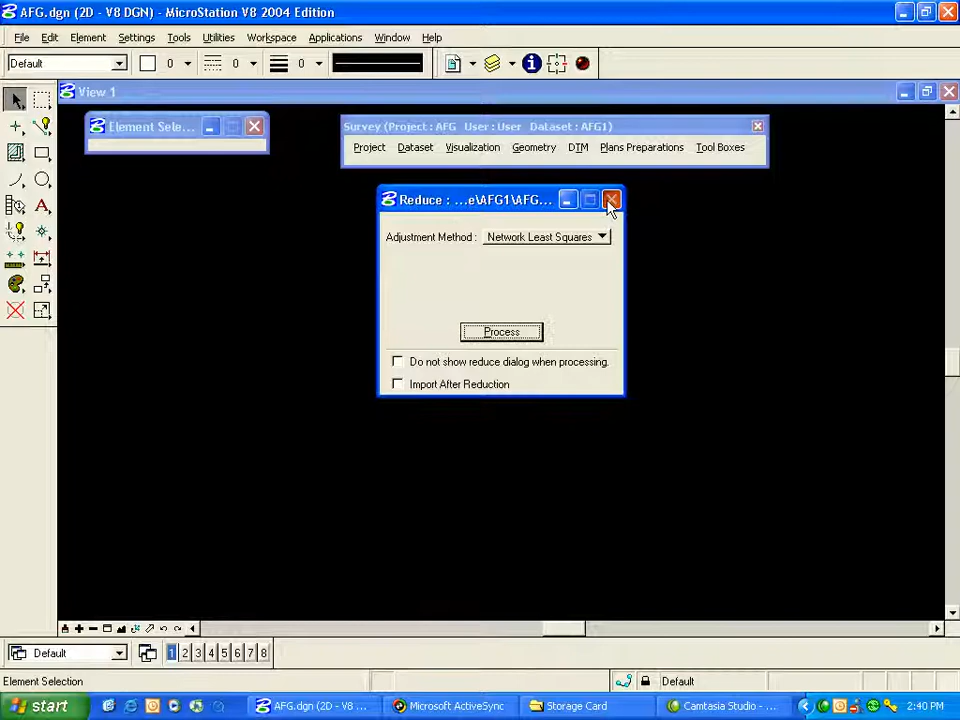 AFG.dgn (2D - V8 DGN) - MicroStation V8 2004 Edition
File Edit Element Settings Tools Utilities Workspace Applications Window Help
Default 0 0 0
View 1
Element Sele...
Survey (Project : AFG User : User Dataset : AFG1)
Project Dataset Visualization Geometry DTM Plans Preparations Tool Boxes
Reduce : ...e\AFG1\AFG...
Adjustment Method : Network Least Squares
Process
Do not show reduce dialog when processing.
Import After Reduction
Default 1 2 3 4 5 6 7 8
Element Selection Default
start AFG.dgn (2D - V8 ... Microsoft ActiveSync Storage Card Camtasia Studio - ... 2:40 PM